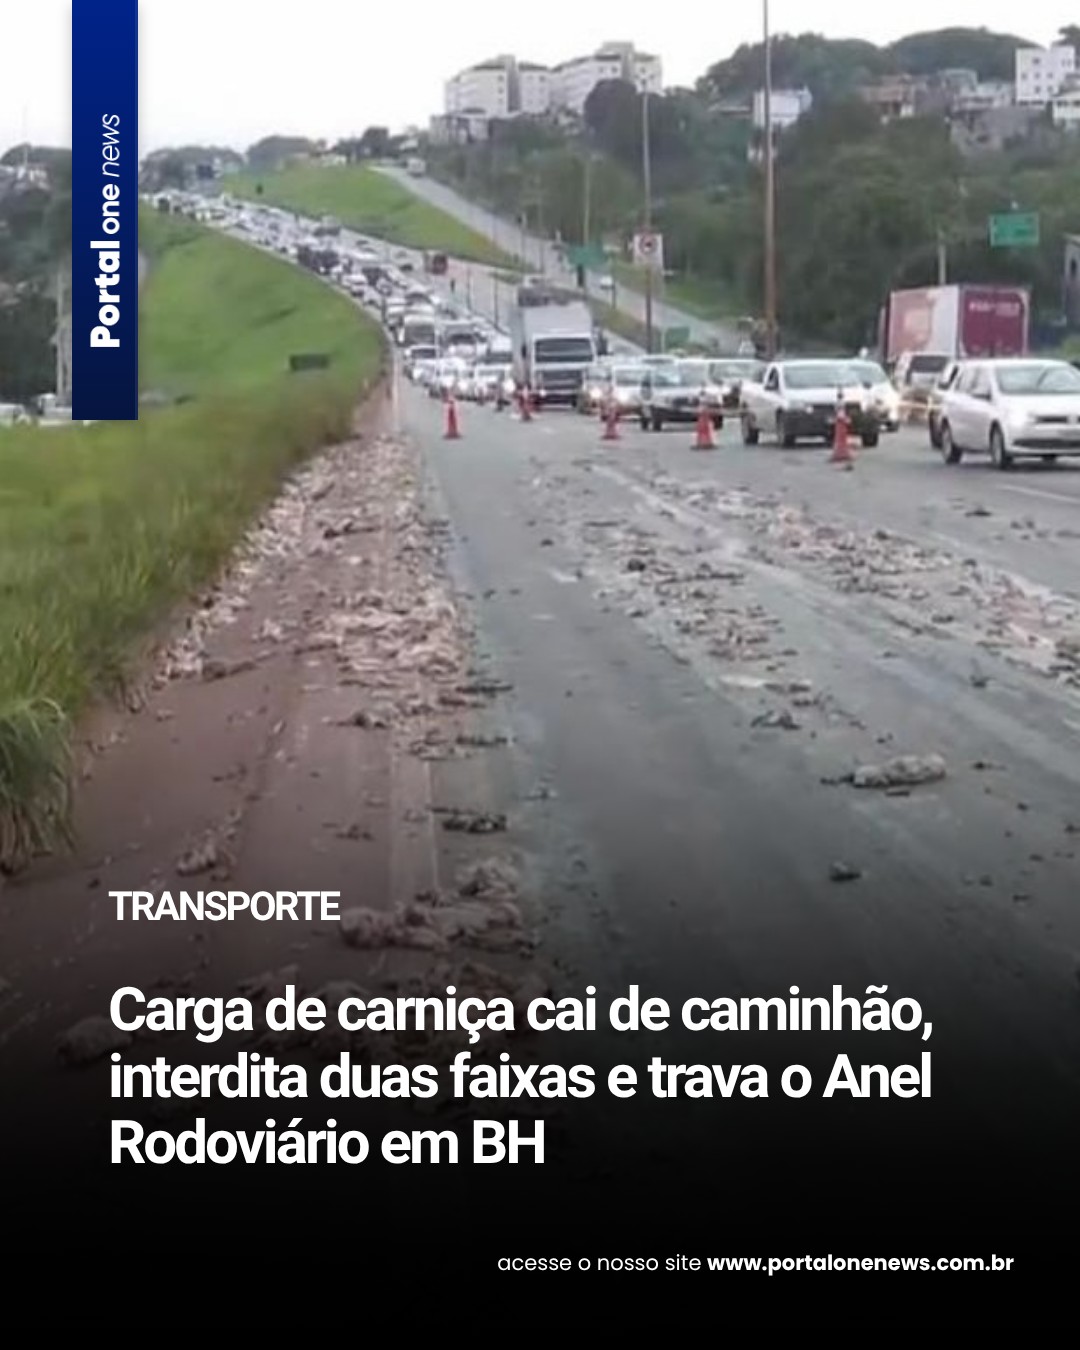 Portal one news
TRANSPORTE
Carga de carniça cai de caminhão,
interdita duas faixas e trava o Anel
Rodoviário em BH
acesse o nosso site www.portalonenews.com.br